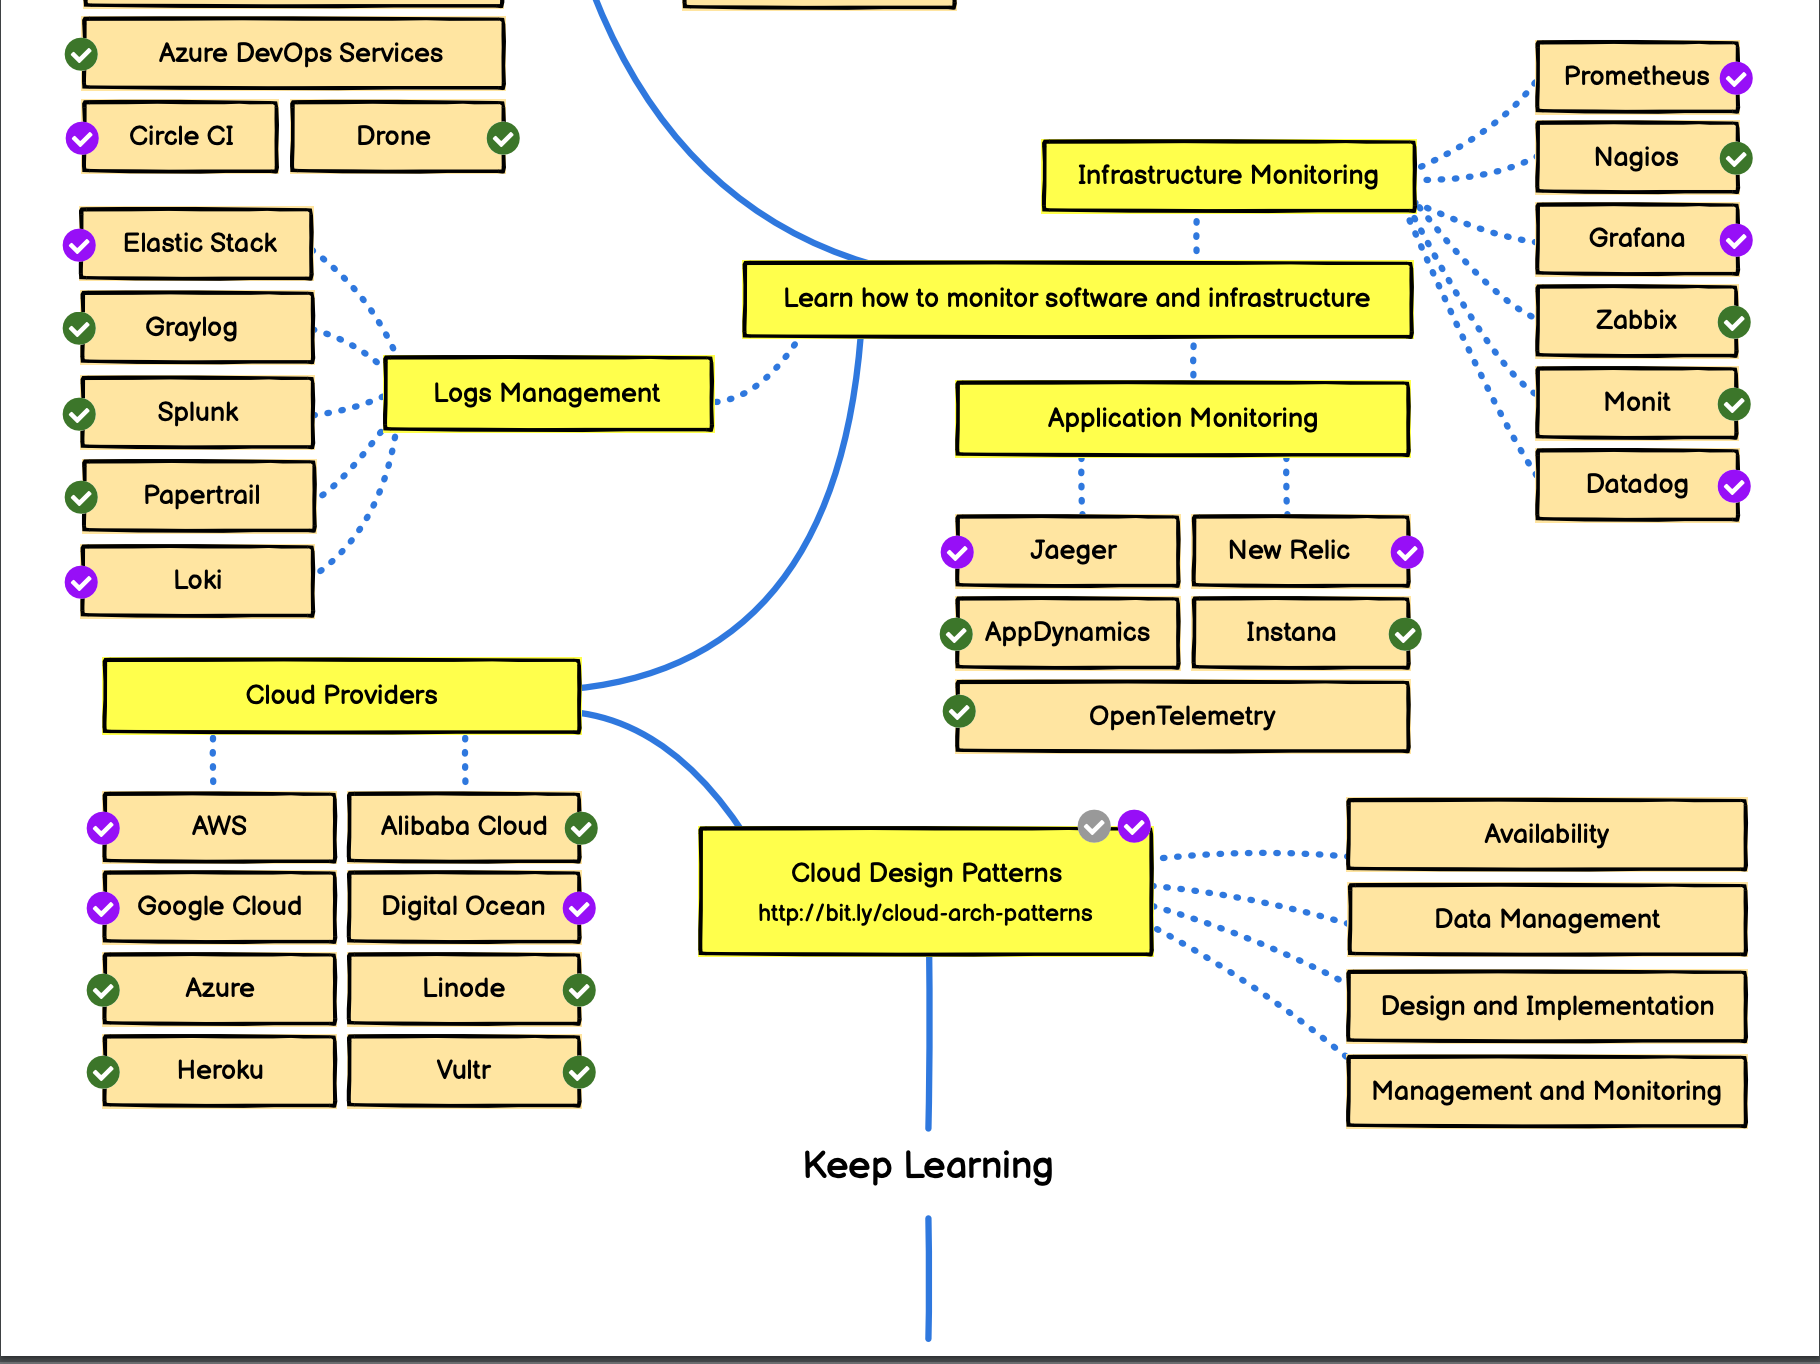 Azure DevOps Services
Circle CI
Drone
Elastic Stack
Graylog
Splunk
Papertrail
Loki
Logs Management
Learn how to monitor software and infrastructure
Infrastructure Monitoring
Prometheus
Nagios
Grafana
Zabbix
Monit
Datadog
Application Monitoring
Jaeger
New Relic
AppDynamics
Instana
OpenTelemetry
Cloud Providers
AWS
Alibaba Cloud
Google Cloud
Digital Ocean
Azure
Linode
Heroku
Vultr
Cloud Design Patterns
http://bit.ly/cloud-arch-patterns
Availability
Data Management
Design and Implementation
Management and Monitoring
Keep Learning